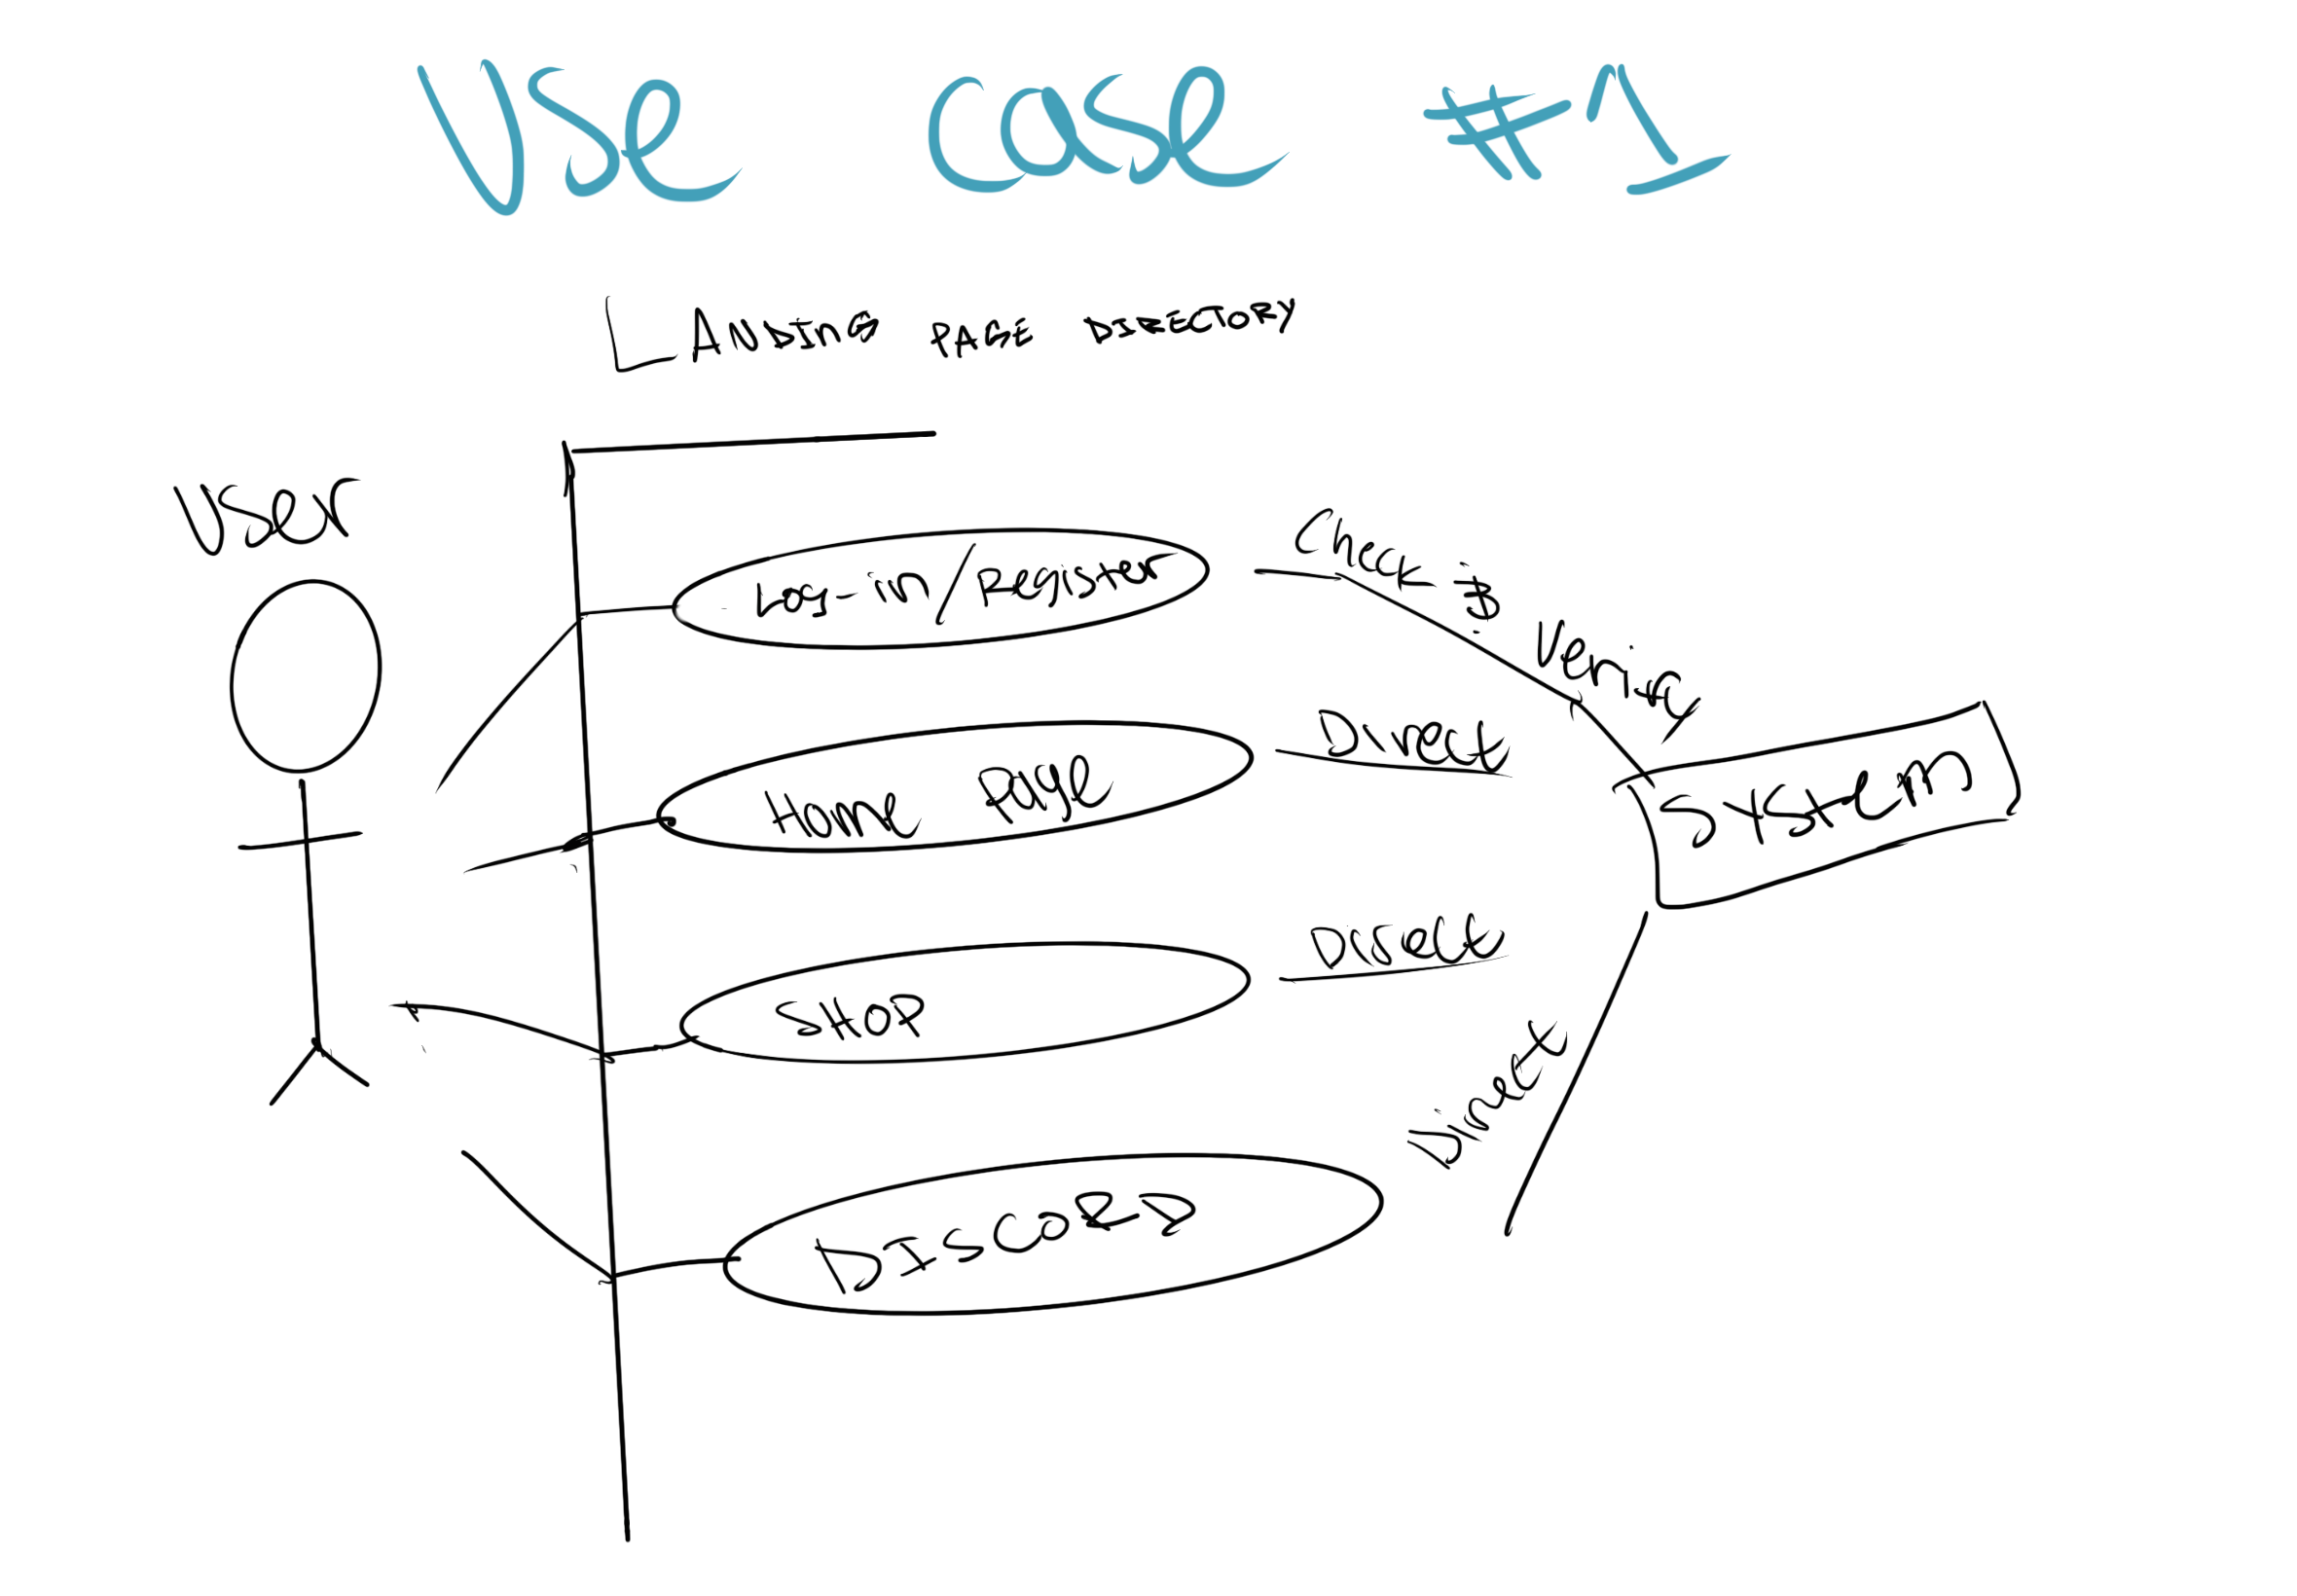 Use case #1
LANDING PAGE DIRECTORY
User
Log-in/Register
Check & Verify
Home Page
Direct
System
SHOP
Direct
Direct
DISCORD